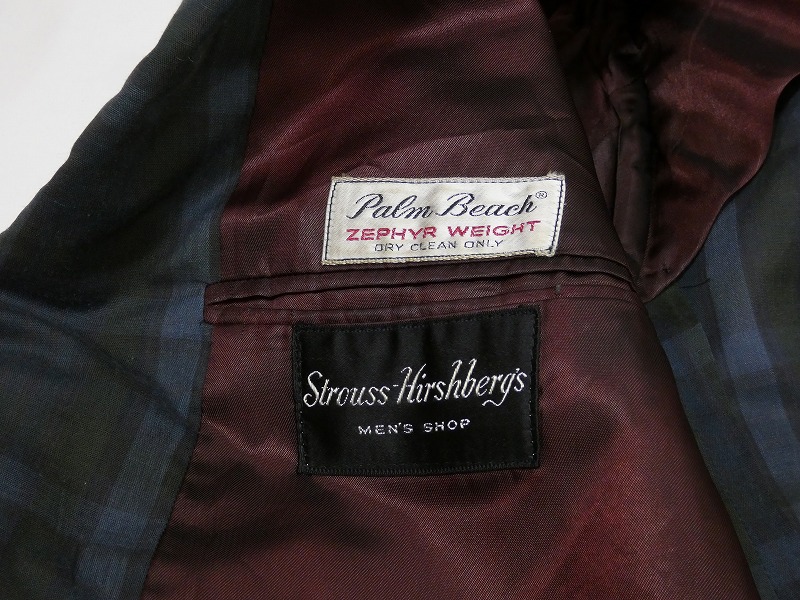 Palm Beach®
ZEPHYR WEIGHT
DRY CLEAN ONLY
Strouss-Hirshberg's
MEN'S SHOP